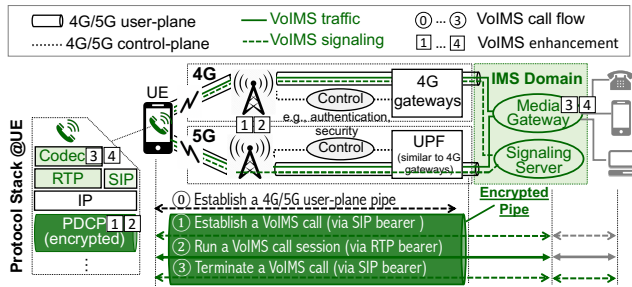 4G/5G user-plane
VoIMS traffic
0 ... 3 VoIMS call flow
4G/5G control-plane
VoIMS signaling
1 ... 4 VoIMS enhancement
UE
4G
Control
4G gateways
e.g., authentication, security
1 2
5G
Control
UPF
(similar to 4G gateways)
IMS Domain
Media Gateway
3 4
Signaling Server
Protocol Stack @UE
Codec 3 4
RTP
SIP
IP
PDCP 1 2
(encrypted)
⋮
Encrypted Pipe
0 Establish a 4G/5G user-plane pipe
1 Establish a VoIMS call (via SIP bearer )
2 Run a VoIMS call session (via RTP bearer)
3 Terminate a VoIMS call (via SIP bearer)